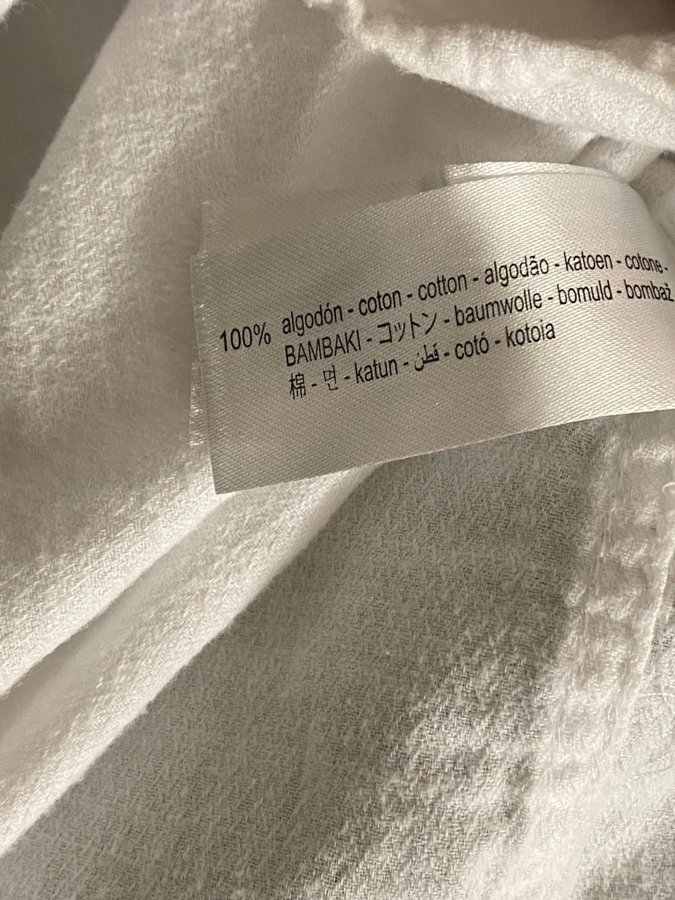 100% algodón - coton - cotton - algodão - katoen - cotone -
BAMBAKI - コットン - baumwolle - bomuld - bombaž
棉 - 면 - katun - قطن - cotó - kotoia